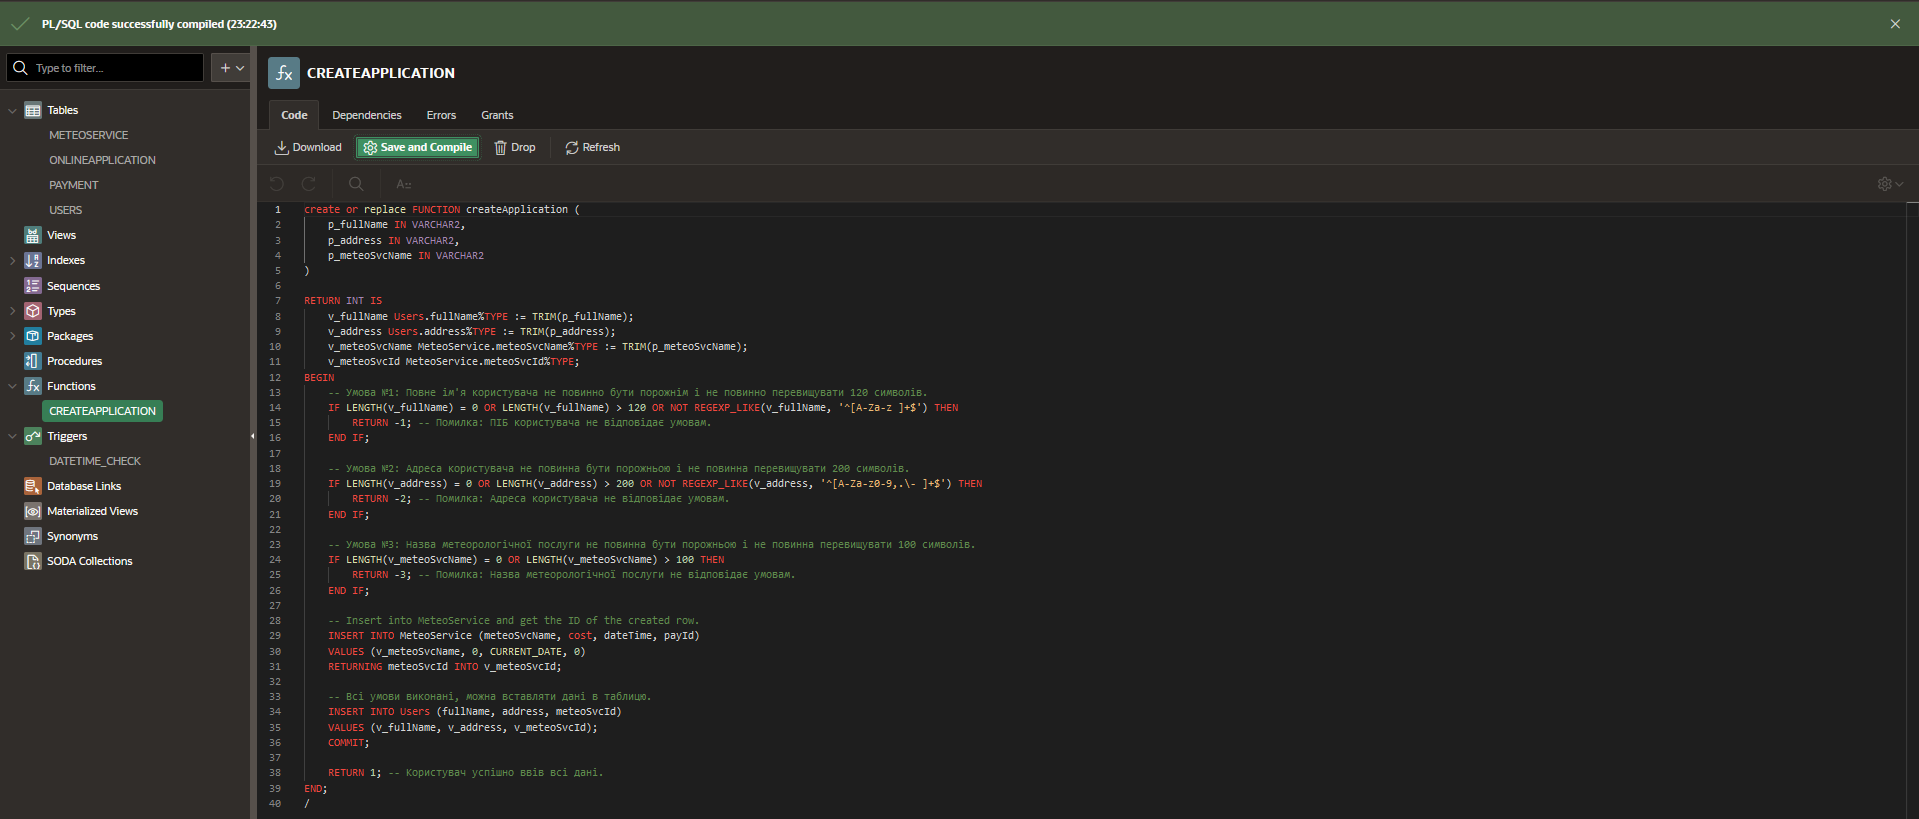 PL/SQL code successfully compiled (23:22:43)
Type to filter...
Tables
METEOSERVICE
ONLINEAPPLICATION
PAYMENT
USERS
Views
Indexes
Sequences
Types
Packages
Procedures
Functions
CREATEAPPLICATION
Triggers
DATETIME_CHECK
Database Links
Materialized Views
Synonyms
SODA Collections
CREATEAPPLICATION
Code Dependencies Errors Grants
Download Save and Compile Drop Refresh
1 create or replace FUNCTION createApplication (
2 p_fullName IN VARCHAR2,
3 p_address IN VARCHAR2,
4 p_meteoSvcName IN VARCHAR2
5 )
6
7 RETURN INT IS
8 v_fullName Users.fullName%TYPE := TRIM(p_fullName);
9 v_address Users.address%TYPE := TRIM(p_address);
10 v_meteoSvcName MeteoService.meteoSvcName%TYPE := TRIM(p_meteoSvcName);
11 v_meteoSvcId MeteoService.meteoSvcId%TYPE;
12 BEGIN
13 -- Умова №1: Повне ім'я користувача не повинно бути порожнім і не повинно перевищувати 120 символів.
14 IF LENGTH(v_fullName) = 0 OR LENGTH(v_fullName) > 120 OR NOT REGEXP_LIKE(v_fullName, '^[A-Za-z ]+$') THEN
15 RETURN -1; -- Помилка: ПІБ користувача не відповідає умовам.
16 END IF;
17
18 -- Умова №2: Адреса користувача не повинна бути порожньою і не повинна перевищувати 200 символів.
19 IF LENGTH(v_address) = 0 OR LENGTH(v_address) > 200 OR NOT REGEXP_LIKE(v_address, '^[A-Za-z0-9,.\- ]+$') THEN
20 RETURN -2; -- Помилка: Адреса користувача не відповідає умовам.
21 END IF;
22
23 -- Умова №3: Назва метеорологічної послуги не повинна бути порожньою і не повинна перевищувати 100 символів.
24 IF LENGTH(v_meteoSvcName) = 0 OR LENGTH(v_meteoSvcName) > 100 THEN
25 RETURN -3; -- Помилка: Назва метеорологічної послуги не відповідає умовам.
26 END IF;
27
28 -- Insert into MeteoService and get the ID of the created row.
29 INSERT INTO MeteoService (meteoSvcName, cost, dateTime, payId)
30 VALUES (v_meteoSvcName, 0, CURRENT_DATE, 0)
31 RETURNING meteoSvcId INTO v_meteoSvcId;
32
33 -- Всі умови виконані, можна вставляти дані в таблицю.
34 INSERT INTO Users (fullName, address, meteoSvcId)
35 VALUES (v_fullName, v_address, v_meteoSvcId);
36 COMMIT;
37
38 RETURN 1; -- Користувач успішно ввів всі дані.
39 END;
40 /